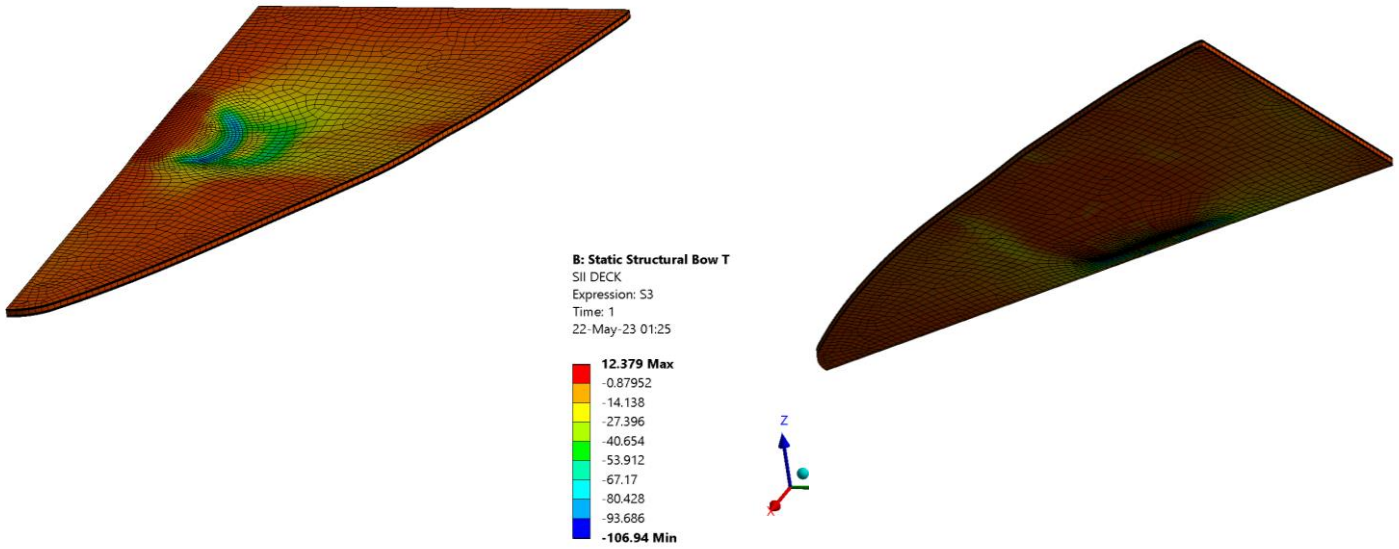 B: Static Structural Bow T
SII DECK
Expression: S3
Time: 1
22-May-23 01:25
12.379 Max
-0.87952
-14.138
-27.396
-40.654
-53.912
-67.17
-80.428
-93.686
-106.94 Min
Z
X